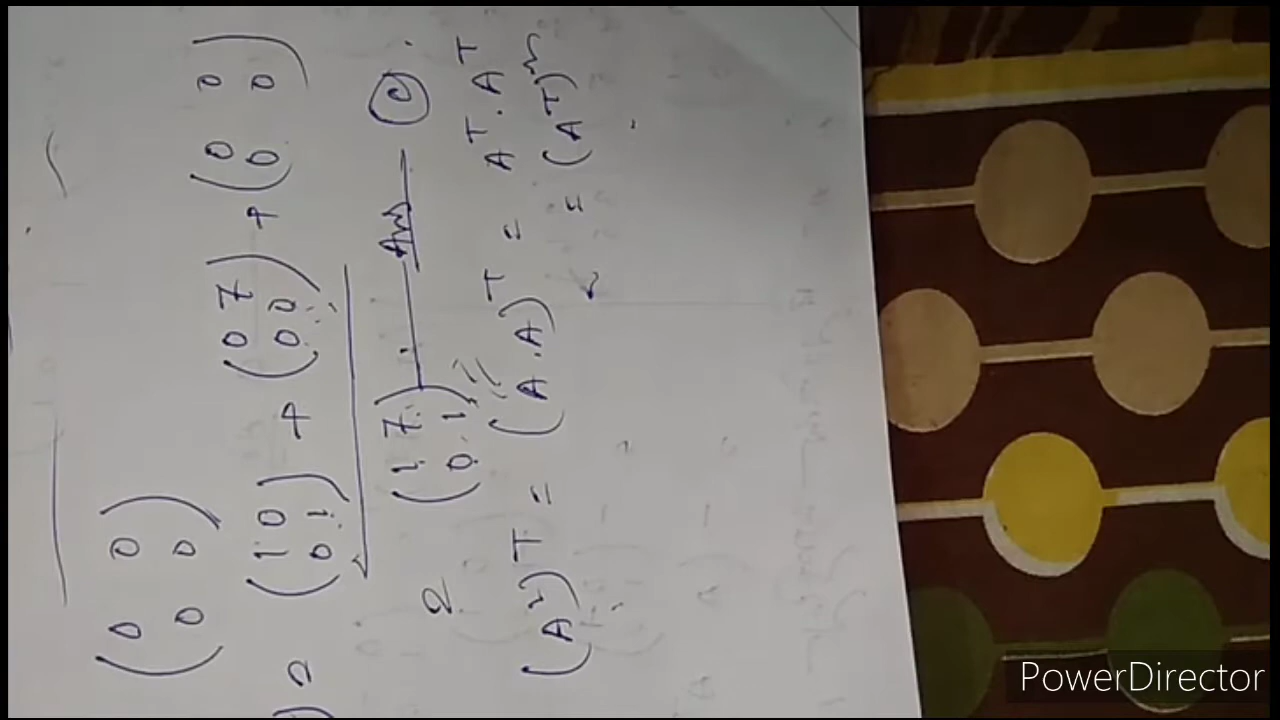 (0 0
0 0)
= (1 0
0 1) + (0 7
0 0) + (0 0
0 0)
= (1 7
0 1) Ans (c).
(A²)T = (A.A)T = AT.AT
= (AT)²
PowerDirector